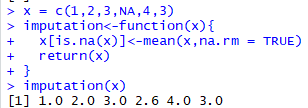 > x = c(1,2,3,NA,4,3)
> imputation<-function(x){
+   x[is.na(x)]<-mean(x,na.rm = TRUE)
+   return(x)
+ }
> imputation(x)
[1] 1.0 2.0 3.0 2.6 4.0 3.0